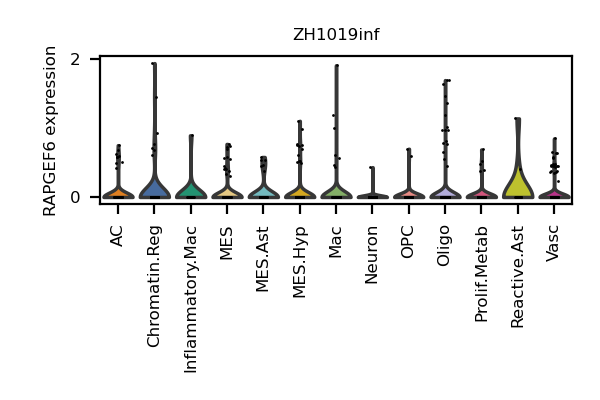 ZH1019inf
RAPGEF6 expression
2
0
AC
Chromatin.Reg
Inflammatory.Mac
MES
MES.Ast
MES.Hyp
Mac
Neuron
OPC
Oligo
Prolif.Metab
Reactive.Ast
Vasc